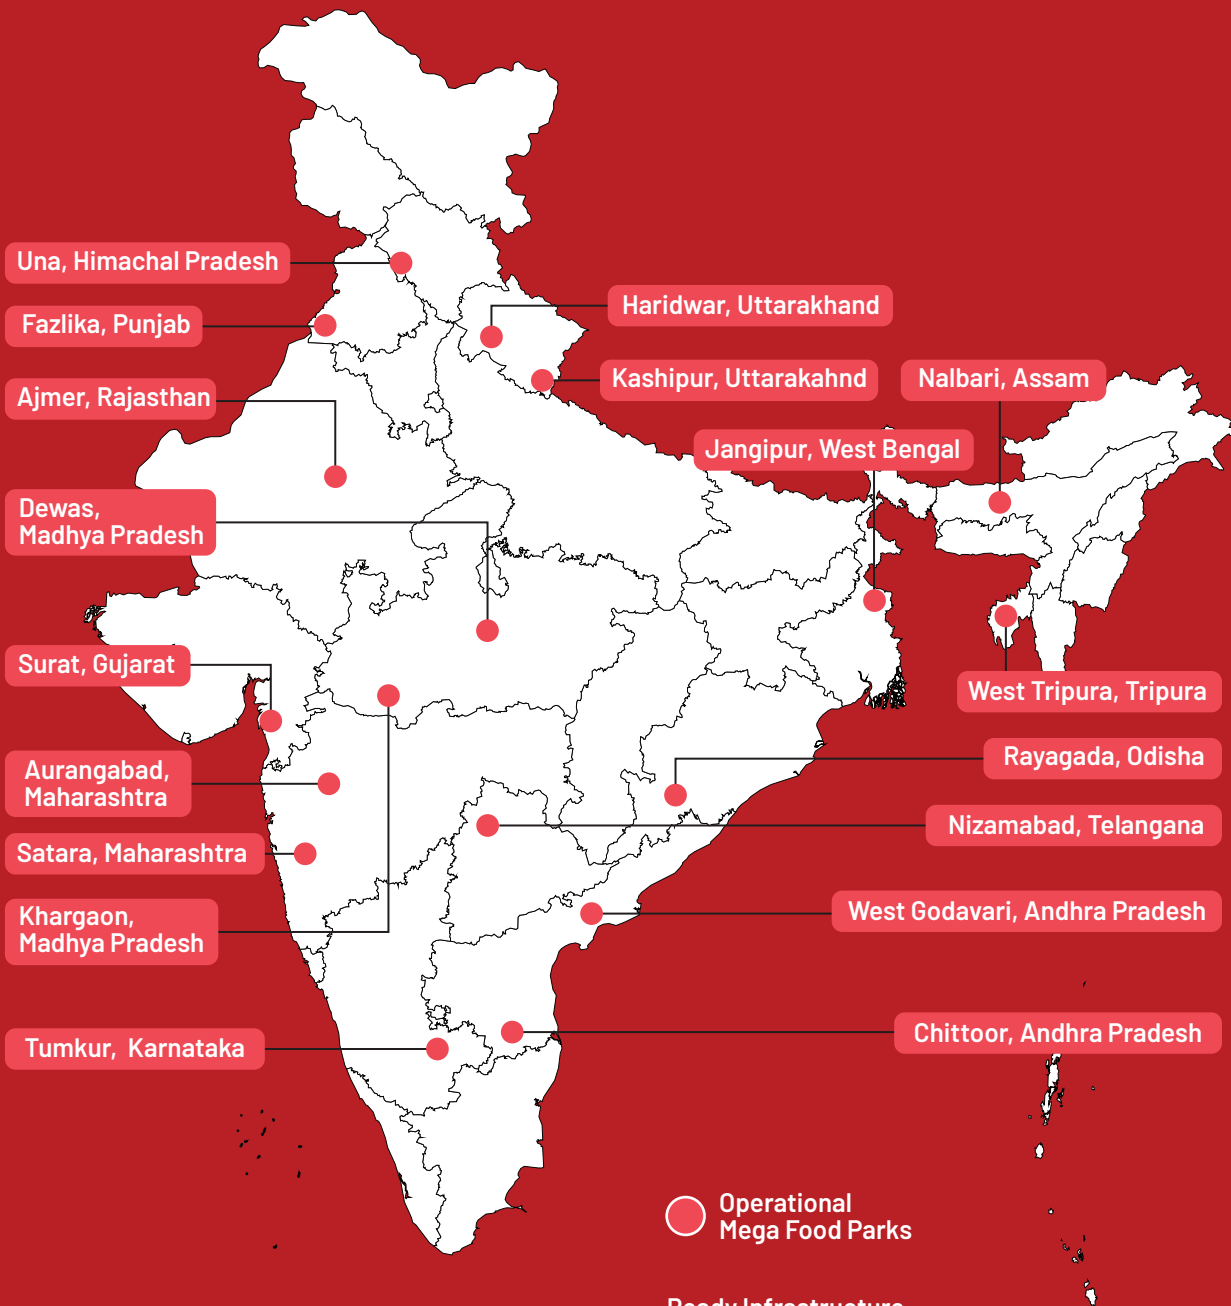 Una, Himachal Pradesh
Fazlika, Punjab
Ajmer, Rajasthan
Dewas,
Madhya Pradesh
Surat, Gujarat
Aurangabad,
Maharashtra
Satara, Maharashtra
Khargaon,
Madhya Pradesh
Tumkur, Karnataka
Haridwar, Uttarakhand
Kashipur, Uttarakahnd
Nalbari, Assam
Jangipur, West Bengal
West Tripura, Tripura
Rayagada, Odisha
Nizamabad, Telangana
West Godavari, Andhra Pradesh
Chittoor, Andhra Pradesh
Operational
Mega Food Parks
Ready Infrastructure